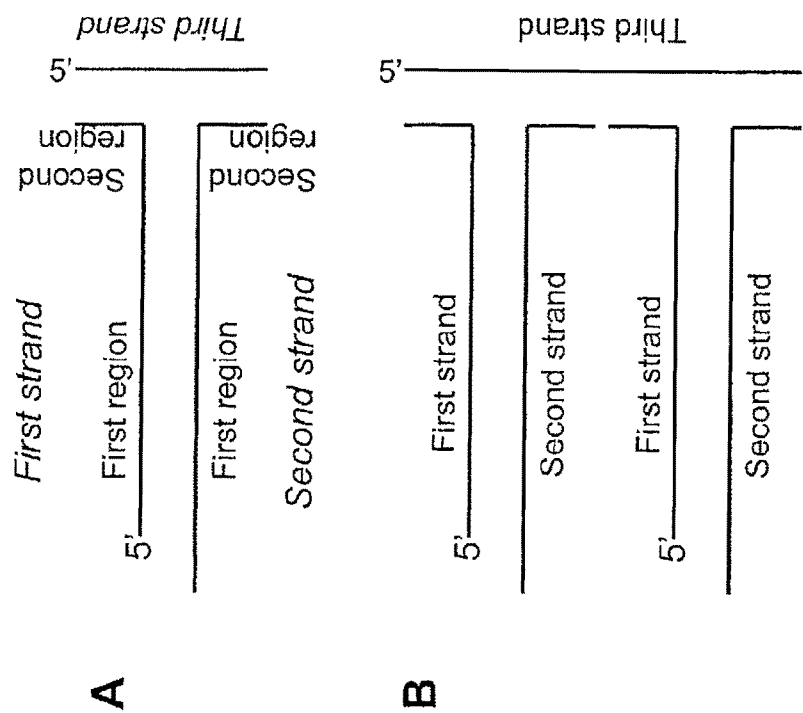 A
First strand
First region
5'
Second
region
5'
Third strand
First region
Second
region
Second strand
B
First strand
5'
Second strand
5'
Third strand
First strand
5'
Second strand